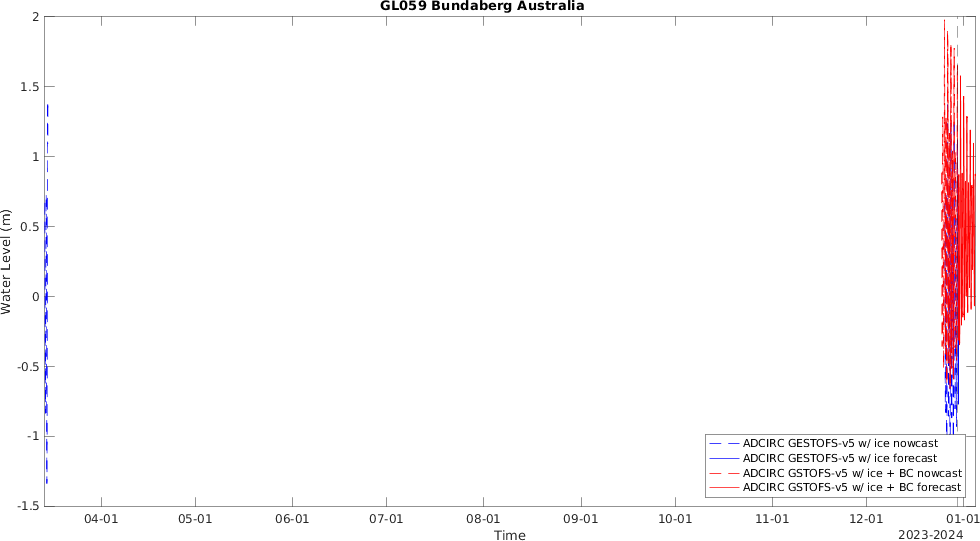 GL059 Bundaberg Australia
2
1.5
1
0.5
0
-0.5
-1
-1.5
Water Level (m)
ADCIRC GESTOFS-v5 w/ ice nowcast
ADCIRC GESTOFS-v5 w/ ice forecast
ADCIRC GSTOFS-v5 w/ ice + BC nowcast
ADCIRC GSTOFS-v5 w/ ice + BC forecast
04-01 05-01 06-01 07-01 08-01 09-01 10-01 11-01 12-01 01-01
Time
2023-2024